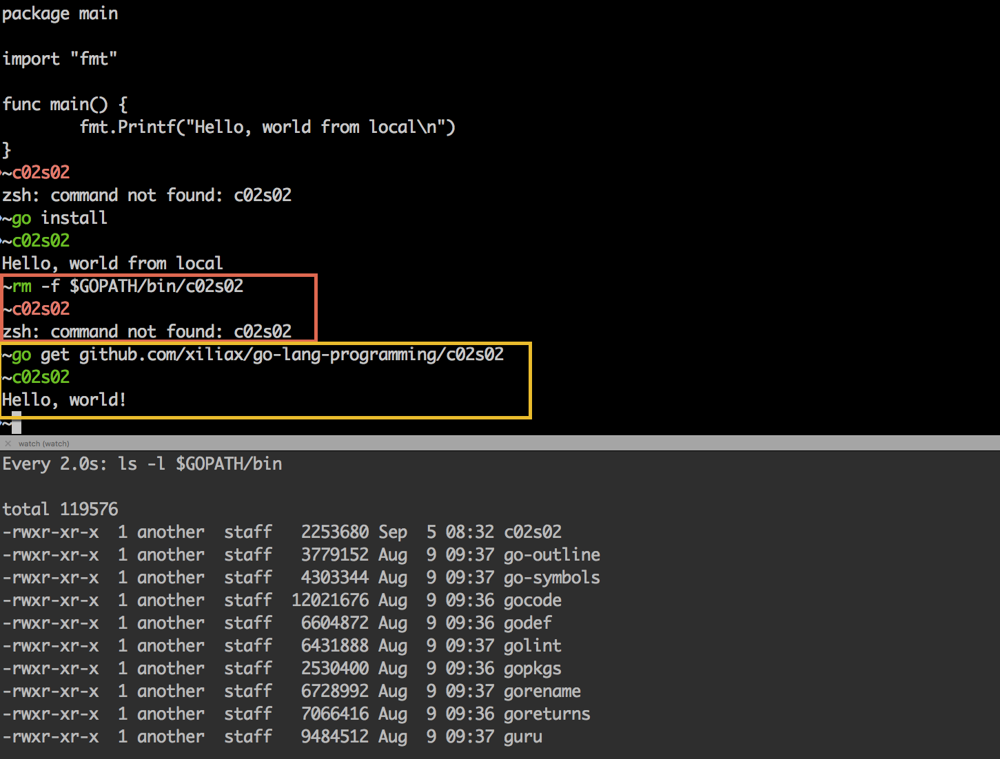 package main
import "fmt"
func main() {
        fmt.Printf("Hello, world from local\n")
}
~c02s02
zsh: command not found: c02s02
~go install
~c02s02
Hello, world from local
~rm -f $GOPATH/bin/c02s02
~c02s02
zsh: command not found: c02s02
~go get github.com/xiliax/go-lang-programming/c02s02
~c02s02
Hello, world!
~
× watch (watch)
Every 2.0s: ls -l $GOPATH/bin
total 119576
-rwxr-xr-x  1 another  staff   2253680 Sep  5 08:32 c02s02
-rwxr-xr-x  1 another  staff   3779152 Aug  9 09:37 go-outline
-rwxr-xr-x  1 another  staff   4303344 Aug  9 09:37 go-symbols
-rwxr-xr-x  1 another  staff  12021676 Aug  9 09:36 gocode
-rwxr-xr-x  1 another  staff   6604872 Aug  9 09:36 godef
-rwxr-xr-x  1 another  staff   6431888 Aug  9 09:37 golint
-rwxr-xr-x  1 another  staff   2530400 Aug  9 09:36 gopkgs
-rwxr-xr-x  1 another  staff   6728992 Aug  9 09:37 gorename
-rwxr-xr-x  1 another  staff   7066416 Aug  9 09:36 goreturns
-rwxr-xr-x  1 another  staff   9484512 Aug  9 09:37 guru